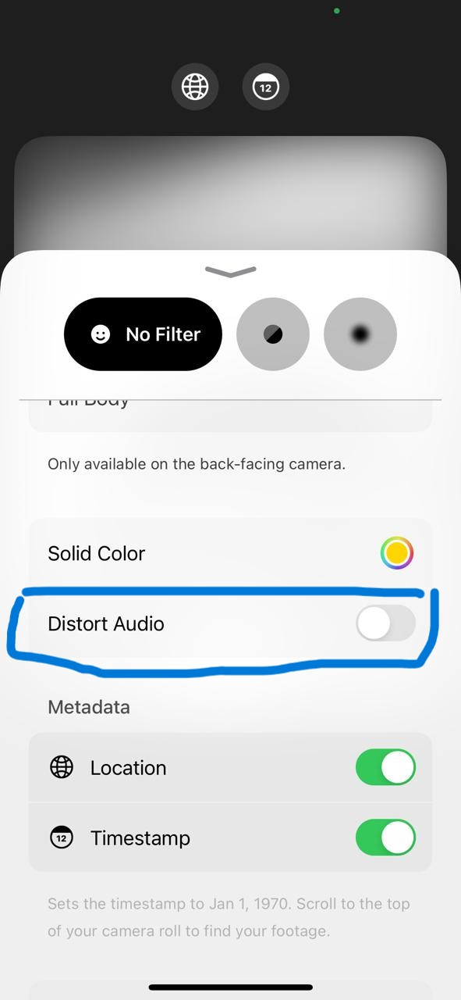 12
No Filter
Full Body
Only available on the back-facing camera.
Solid Color
Distort Audio
Metadata
Location
12
Timestamp
Sets the timestamp to Jan 1, 1970. Scroll to the top
of your camera roll to find your footage.